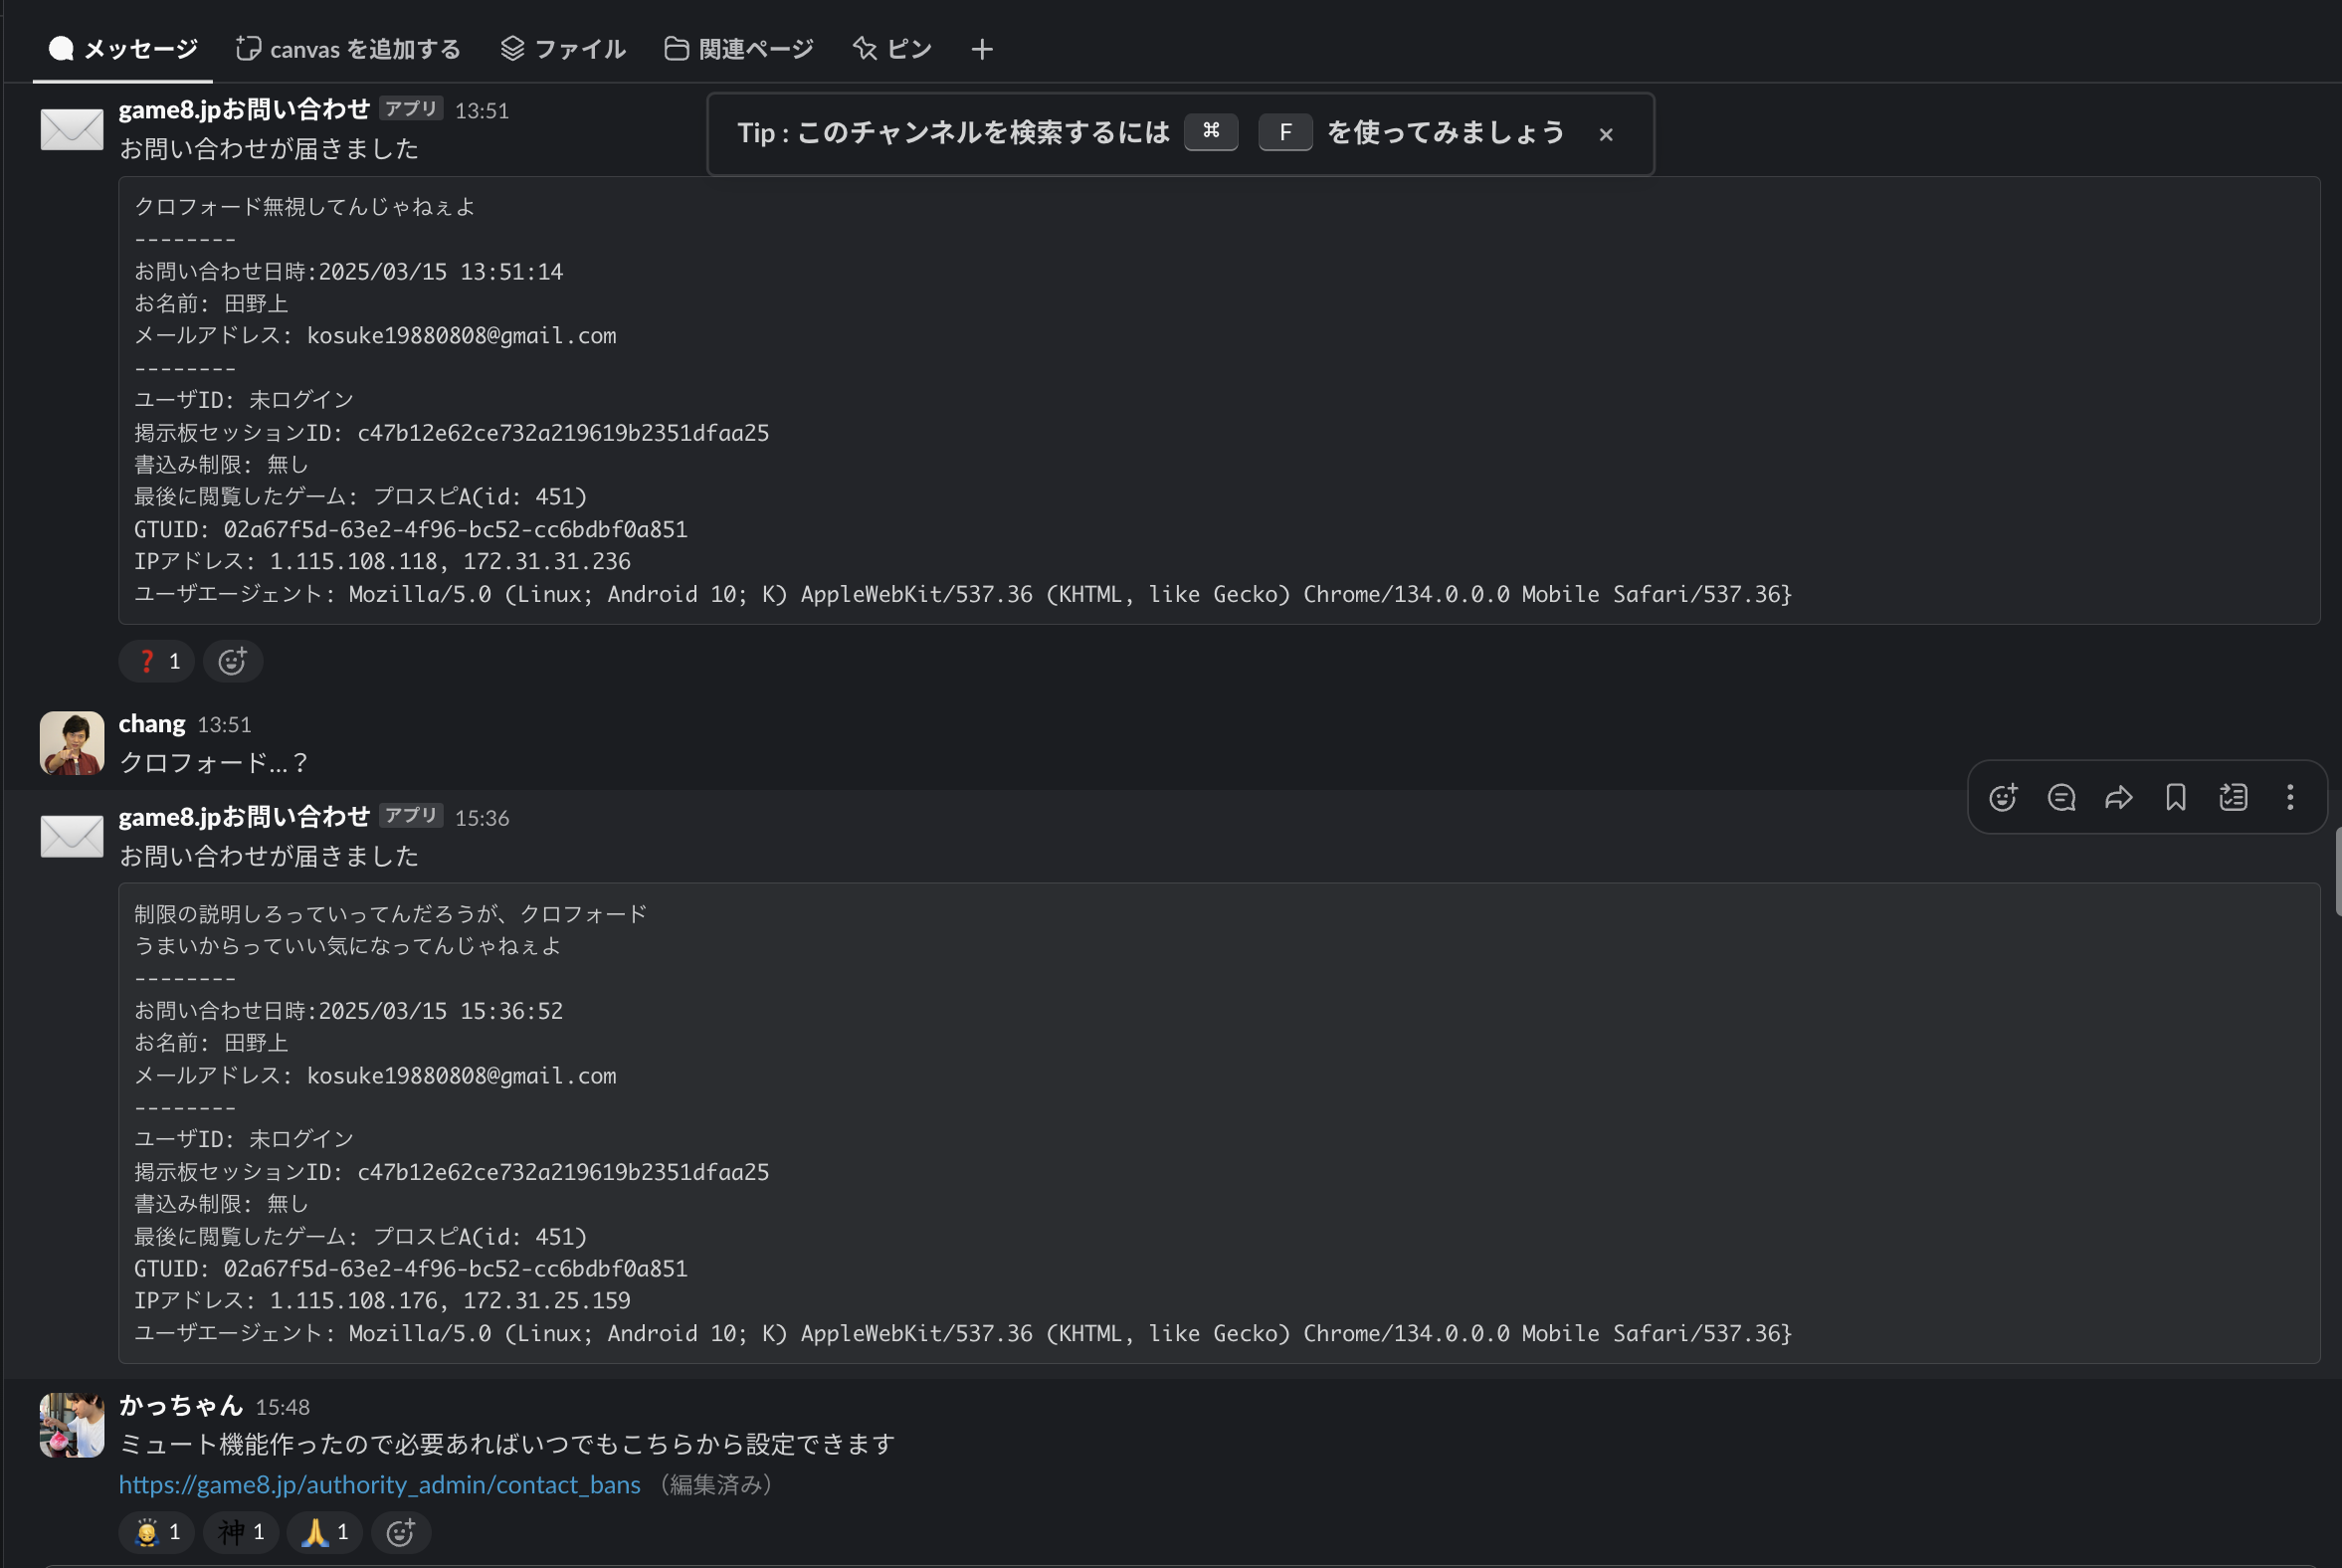 メッセージ canvas を追加する ファイル 関連ページ ピン +
game8.jpお問い合わせ アプリ 13:51
お問い合わせが届きました
Tip : このチャンネルを検索するには ⌘ F を使ってみましょう ×
クロフォード無視してんじゃねぇよ
--------
お問い合わせ日時:2025/03/15 13:51:14
お名前: 田野上
メールアドレス: kosuke19880808@gmail.com
--------
ユーザID: 未ログイン
掲示板セッションID: c47b12e62ce732a219619b2351dfaa25
書込み制限: 無し
最後に閲覧したゲーム: プロスピA(id: 451)
GTUID: 02a67f5d-63e2-4f96-bc52-cc6bdbf0a851
IPアドレス: 1.115.108.118, 172.31.31.236
ユーザエージェント: Mozilla/5.0 (Linux; Android 10; K) AppleWebKit/537.36 (KHTML, like Gecko) Chrome/134.0.0.0 Mobile Safari/537.36}
❓ 1
chang 13:51
クロフォード...？
game8.jpお問い合わせ アプリ 15:36
お問い合わせが届きました
制限の説明しろっていってんだろうが、クロフォード
うまいからっていい気になってんじゃねぇよ
--------
お問い合わせ日時:2025/03/15 15:36:52
お名前: 田野上
メールアドレス: kosuke19880808@gmail.com
--------
ユーザID: 未ログイン
掲示板セッションID: c47b12e62ce732a219619b2351dfaa25
書込み制限: 無し
最後に閲覧したゲーム: プロスピA(id: 451)
GTUID: 02a67f5d-63e2-4f96-bc52-cc6bdbf0a851
IPアドレス: 1.115.108.176, 172.31.25.159
ユーザエージェント: Mozilla/5.0 (Linux; Android 10; K) AppleWebKit/537.36 (KHTML, like Gecko) Chrome/134.0.0.0 Mobile Safari/537.36}
かっちゃん 15:48
ミュート機能作ったので必要あればいつでもこちらから設定できます
https://game8.jp/authority_admin/contact_bans （編集済み）
1 神 1 🙏 1